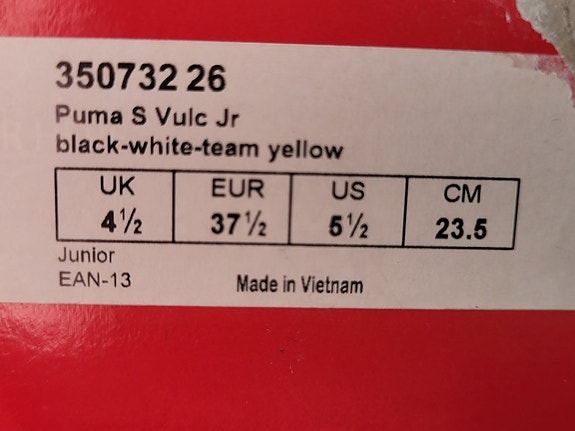 350732 26
Puma S Vulc Jr
black-white-team yellow
UK EUR US CM
4½ 37½ 5½ 23.5
Junior
EAN-13 Made in Vietnam